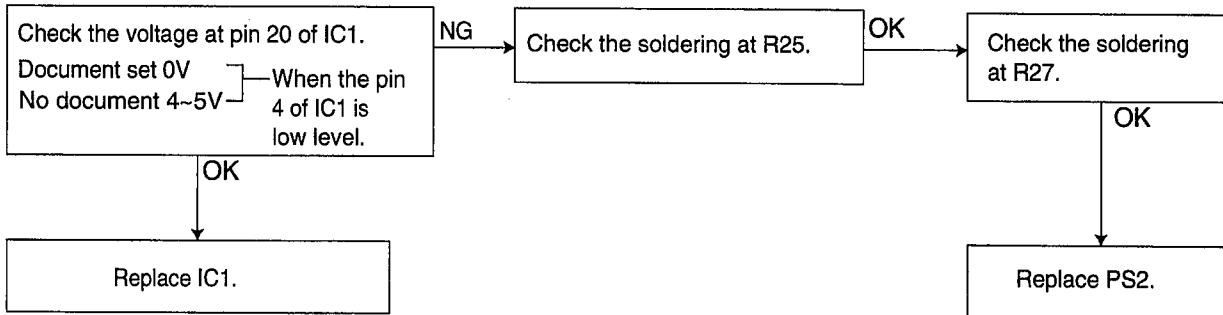 Check the voltage at pin 20 of IC1.
Document set 0V
No document 4~5V
When the pin
4 of IC1 is
low level.
NG
Check the soldering at R25.
OK
Check the soldering
at R27.
OK
Replace IC1.
OK
Replace PS2.